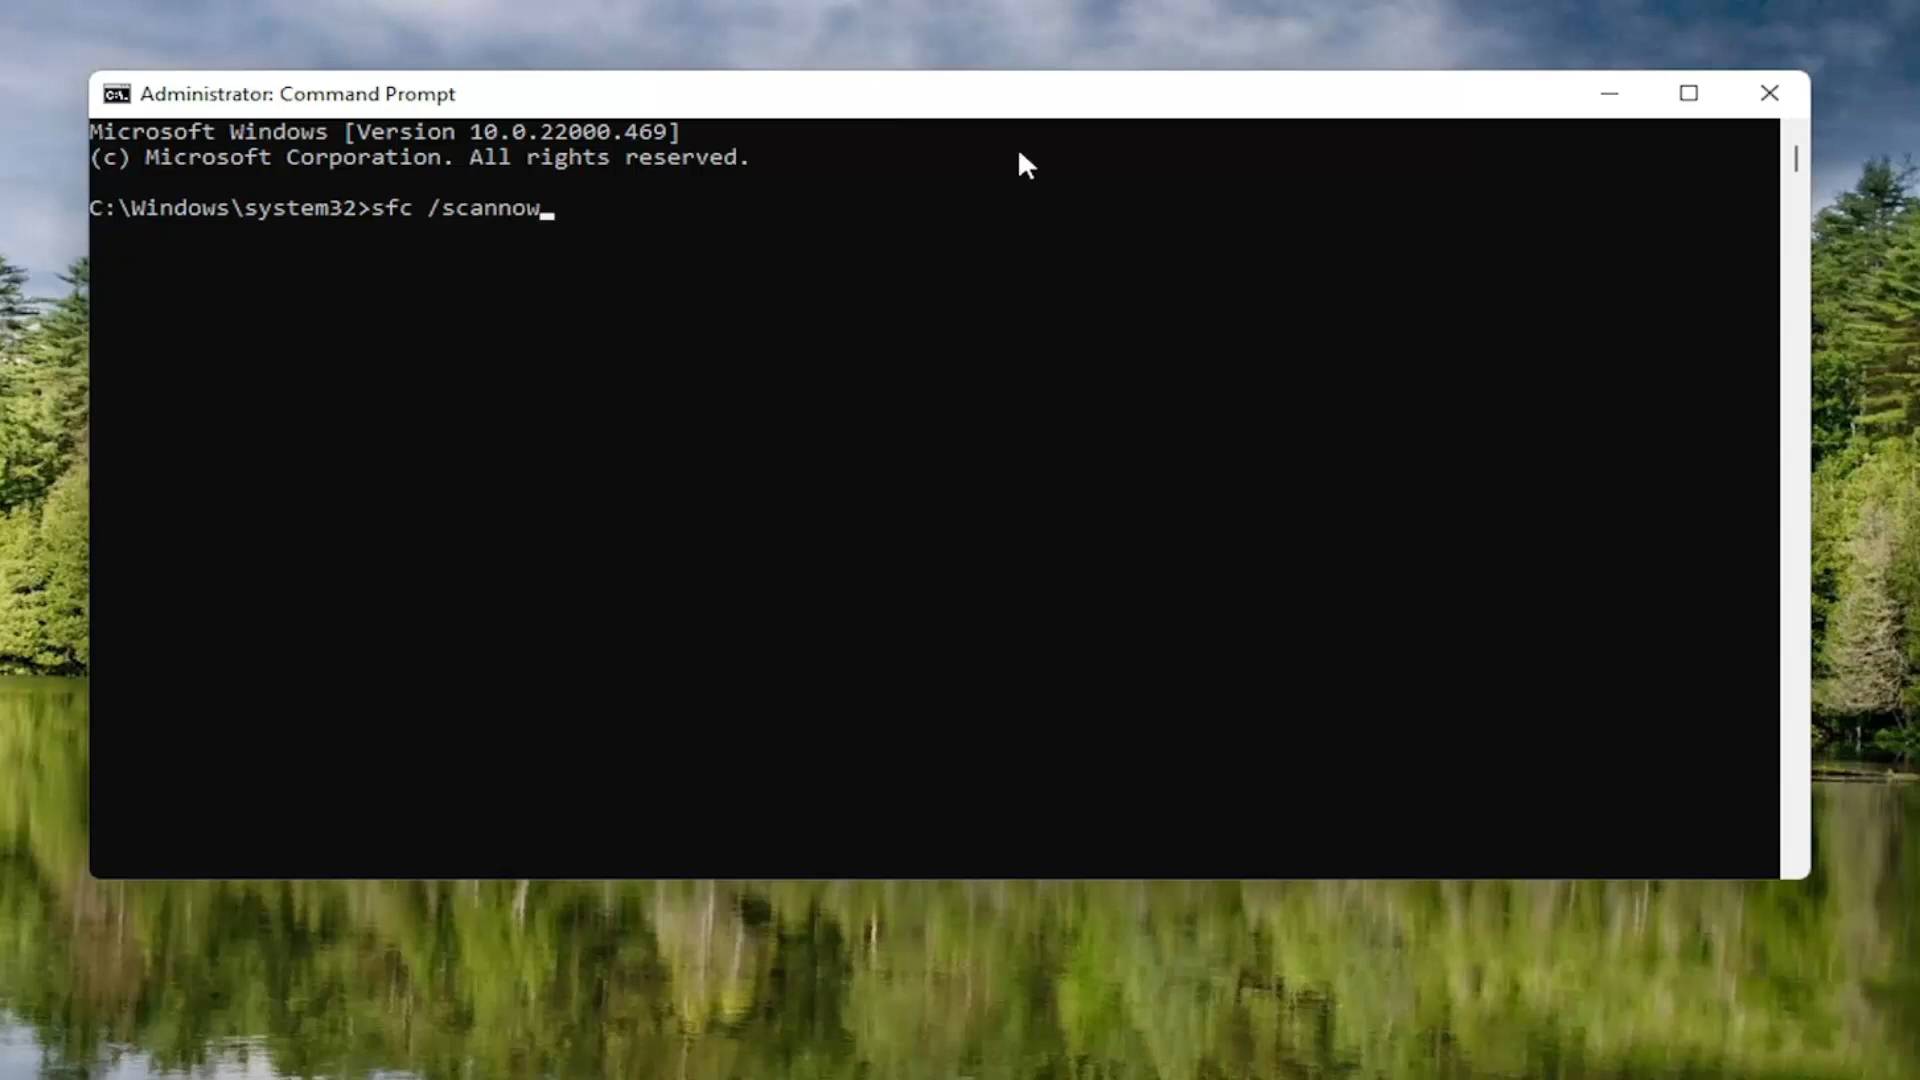 Administrator: Command Prompt
Microsoft Windows [Version 10.0.22000.469]
(c) Microsoft Corporation. All rights reserved.
C:\Windows\system32>sfc /scannow